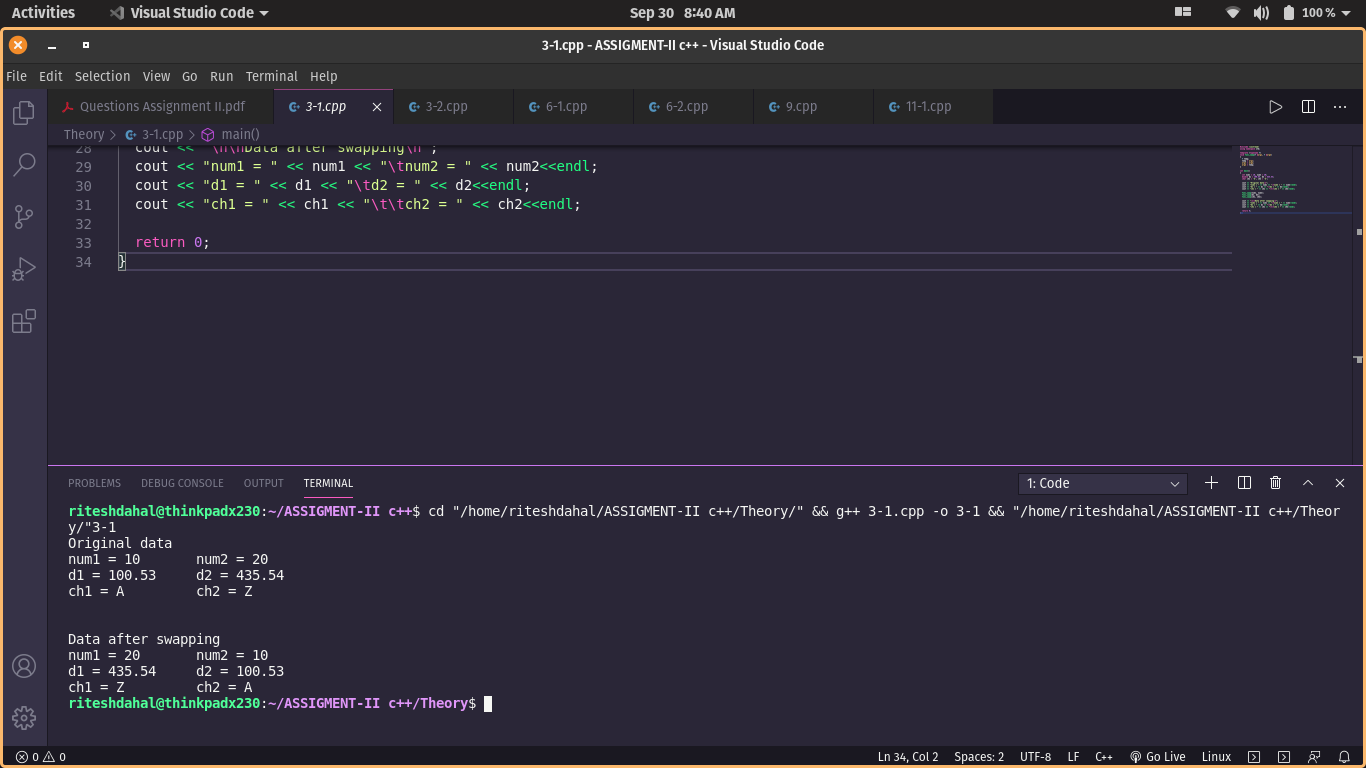 Activities Visual Studio Code Sep 30 8:40 AM 100 %
3-1.cpp - ASSIGMENT-II c++ - Visual Studio Code
File Edit Selection View Go Run Terminal Help
Questions Assignment II.pdf 3-1.cpp 3-2.cpp 6-1.cpp 6-2.cpp 9.cpp 11-1.cpp
Theory > 3-1.cpp > main()
28 cout << "\n\nData after swapping\n";
29 cout << "num1 = " << num1 << "\tnum2 = " << num2<<endl;
30 cout << "d1 = " << d1 << "\td2 = " << d2<<endl;
31 cout << "ch1 = " << ch1 << "\t\tch2 = " << ch2<<endl;
32
33 return 0;
34 }
PROBLEMS DEBUG CONSOLE OUTPUT TERMINAL 1: Code
riteshdahal@thinkpadx230:~/ASSIGMENT-II c++$ cd "/home/riteshdahal/ASSIGMENT-II c++/Theory/" && g++ 3-1.cpp -o 3-1 && "/home/riteshdahal/ASSIGMENT-II c++/Theor
y/"3-1
Original data
num1 = 10 num2 = 20
d1 = 100.53 d2 = 435.54
ch1 = A ch2 = Z
Data after swapping
num1 = 20 num2 = 10
d1 = 435.54 d2 = 100.53
ch1 = Z ch2 = A
riteshdahal@thinkpadx230:~/ASSIGMENT-II c++/Theory$
0 0 Ln 34, Col 2 Spaces: 2 UTF-8 LF C++ Go Live Linux